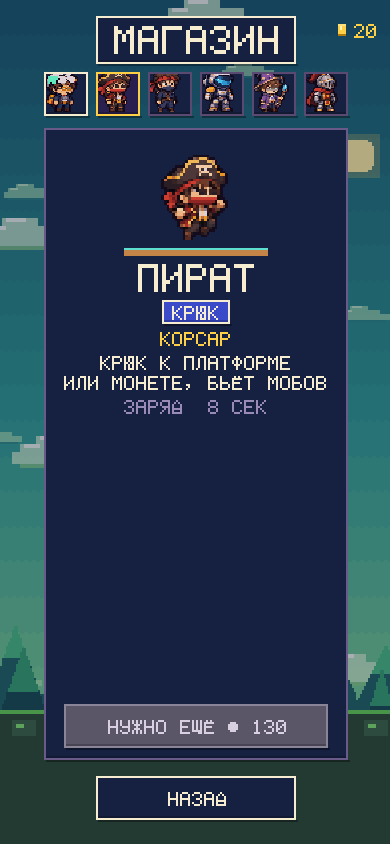 МАГАЗИН
20
ПИРАТ
КРЮК
КОРСАР
КРЮК К ПЛАТФОРМЕ
ИЛИ МОНЕТЕ, БЬЁТ МОБОВ
ЗАРЯД 8 СЕК
НУЖНО ЕЩЁ ● 130
НАЗАД